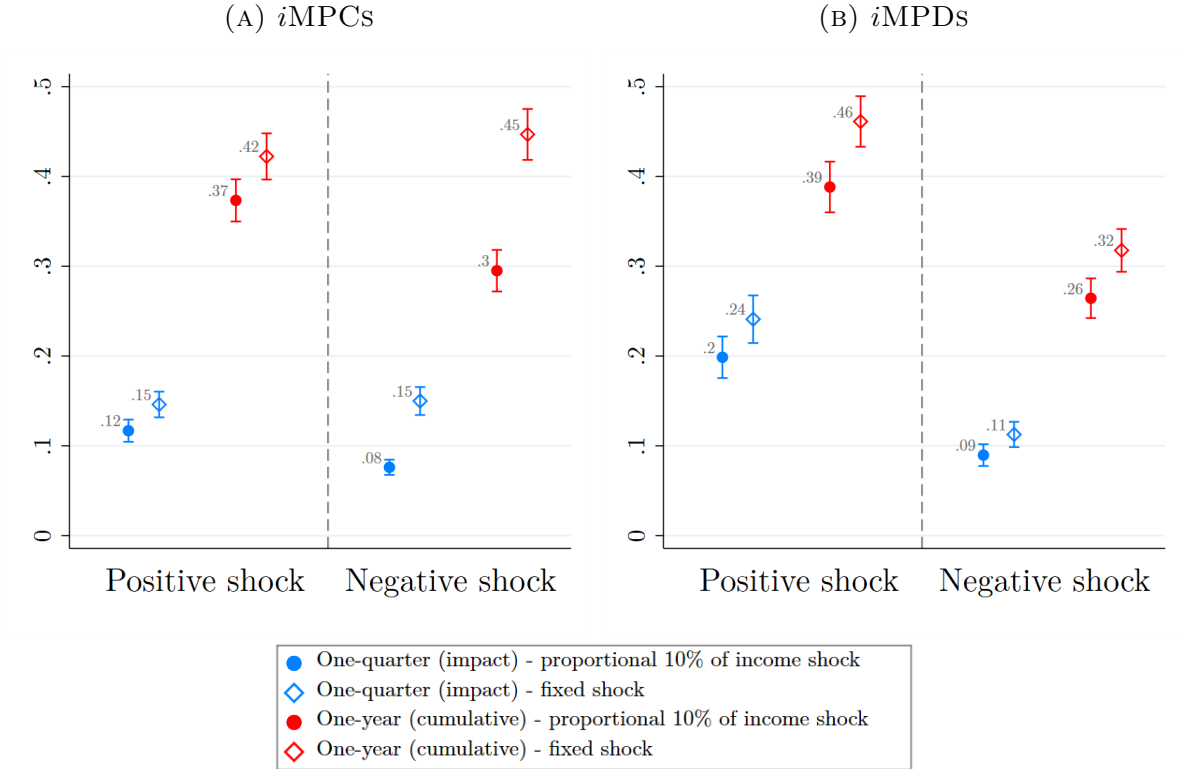 (A) iMPCs
.5
.4
.3
.2
.1
0
.12
.15
.37
.42
.08
.15
.3
.45
Positive shock
Negative shock
(B) iMPDs
.5
.4
.3
.2
.1
0
.2
.24
.39
.46
.09
.11
.26
.32
Positive shock
Negative shock
One-quarter (impact) - proportional 10% of income shock
One-quarter (impact) - fixed shock
One-year (cumulative) - proportional 10% of income shock
One-year (cumulative) - fixed shock